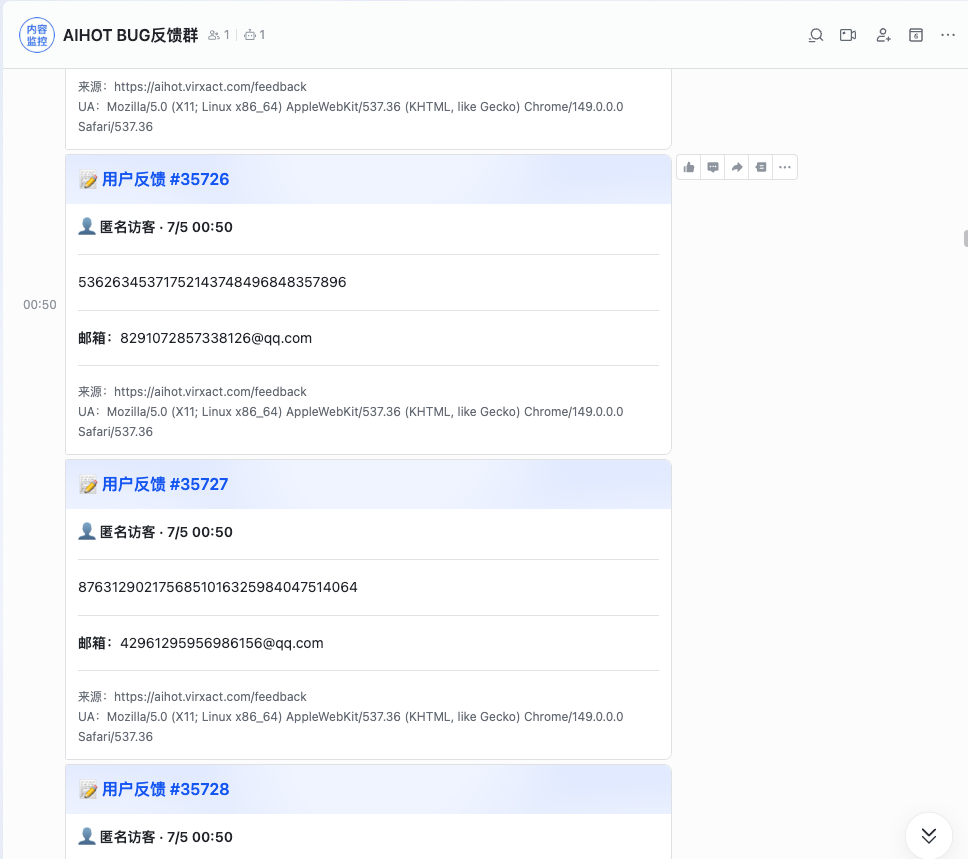 内容
监控
AIHOT BUG反馈群 1 1
6
来源：https://aihot.virxact.com/feedback
UA：Mozilla/5.0 (X11; Linux x86_64) AppleWebKit/537.36 (KHTML, like Gecko) Chrome/149.0.0.0
Safari/537.36
用户反馈 #35726
匿名访客 · 7/5 00:50
53626345371752143748496848357896
00:50
邮箱：8291072857338126@qq.com
来源：https://aihot.virxact.com/feedback
UA：Mozilla/5.0 (X11; Linux x86_64) AppleWebKit/537.36 (KHTML, like Gecko) Chrome/149.0.0.0
Safari/537.36
用户反馈 #35727
匿名访客 · 7/5 00:50
8763129021756851016325984047514064
邮箱：42961295956986156@qq.com
来源：https://aihot.virxact.com/feedback
UA：Mozilla/5.0 (X11; Linux x86_64) AppleWebKit/537.36 (KHTML, like Gecko) Chrome/149.0.0.0
Safari/537.36
用户反馈 #35728
匿名访客 · 7/5 00:50